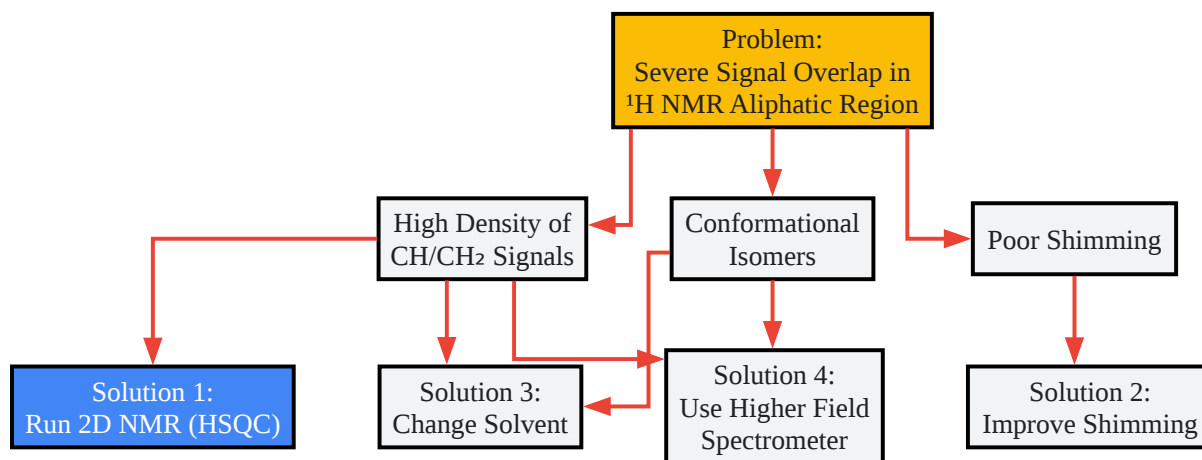 Problem:
Severe Signal Overlap in
¹H NMR Aliphatic Region
High Density of
CH/CH₂ Signals
Conformational
Isomers
Poor Shimming
Solution 1:
Run 2D NMR (HSQC)
Solution 3:
Change Solvent
Solution 4:
Use Higher Field
Spectrometer
Solution 2:
Improve Shimming